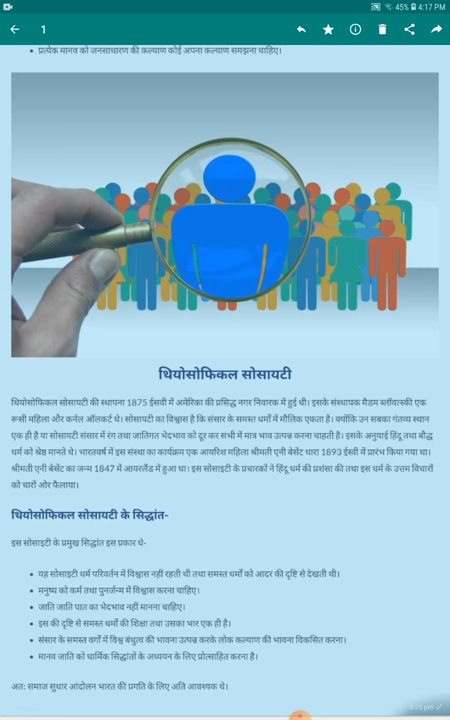 45% 4:17 PM
1
• प्रत्येक मानव को जनसाधारण की कल्याण कोई अपना कल्याण समझना चाहिए।
थियोसोफिकल सोसायटी
थियोसोफिकल सोसायटी की स्थापना 1875 ईसवी में अमेरिका की प्रसिद्ध नगर निवारक में हुई थी। इसके संस्थापक मैडम ब्लॉवत्स्की एक
रूसी महिला और कर्नल ऑलकर्ट थे। सोसायटी का विश्वास है कि संसार के समस्त धर्मों में मौलिक एकता है। क्योंकि उन सबका गंतव्य स्थान
एक ही है या सोसायटी संसार में रंग तथा जातिगत भेदभाव को दूर कर सभी में मात्र भाव उत्पन्न करना चाहती है। इसके अनुयाई हिंदू तथा बौद्ध
धर्म को श्रेष्ठ मानते थे। भारतवर्ष में इस संस्था का कार्यक्रम एक आयरिश महिला श्रीमती एनी बेसेंट धारा 1893 ईस्वी में प्रारंभ किया गया था।
श्रीमती एनी बेसेंट का जन्म 1847 में आयरलैंड में हुआ था। इस सोसाइटी के प्रचारकों ने हिंदू धर्म की प्रशंसा की तथा इस धर्म के उत्तम विचारों
को चारों ओर फैलाया।
थियोसोफिकल सोसायटी के सिद्धांत-
इस सोसाइटी के प्रमुख सिद्धांत इस प्रकार थे-
• यह सोसाइटी धर्म परिवर्तन में विश्वास नहीं रहती थी तथा समस्त धर्मों को आदर की दृष्टि से देखती थी।
• मनुष्य को कर्म तथा पुनर्जन्म में विश्वास करना चाहिए।
• जाति जाति पात का भेदभाव नहीं मानना चाहिए।
• इस की दृष्टि से समस्त धर्मों की शिक्षा तथा उसका भार एक ही है।
• संसार के समस्त वर्गों में विश्व बंधुत्व की भावना उत्पन्न करके लोक कल्याण की भावना विकसित करना।
• मानव जाति को धार्मिक सिद्धांतों के अध्ययन के लिए प्रोत्साहित करना है।
अतः समाज सुधार आंदोलन भारत की प्रगति के लिए अति आवश्यक थे।